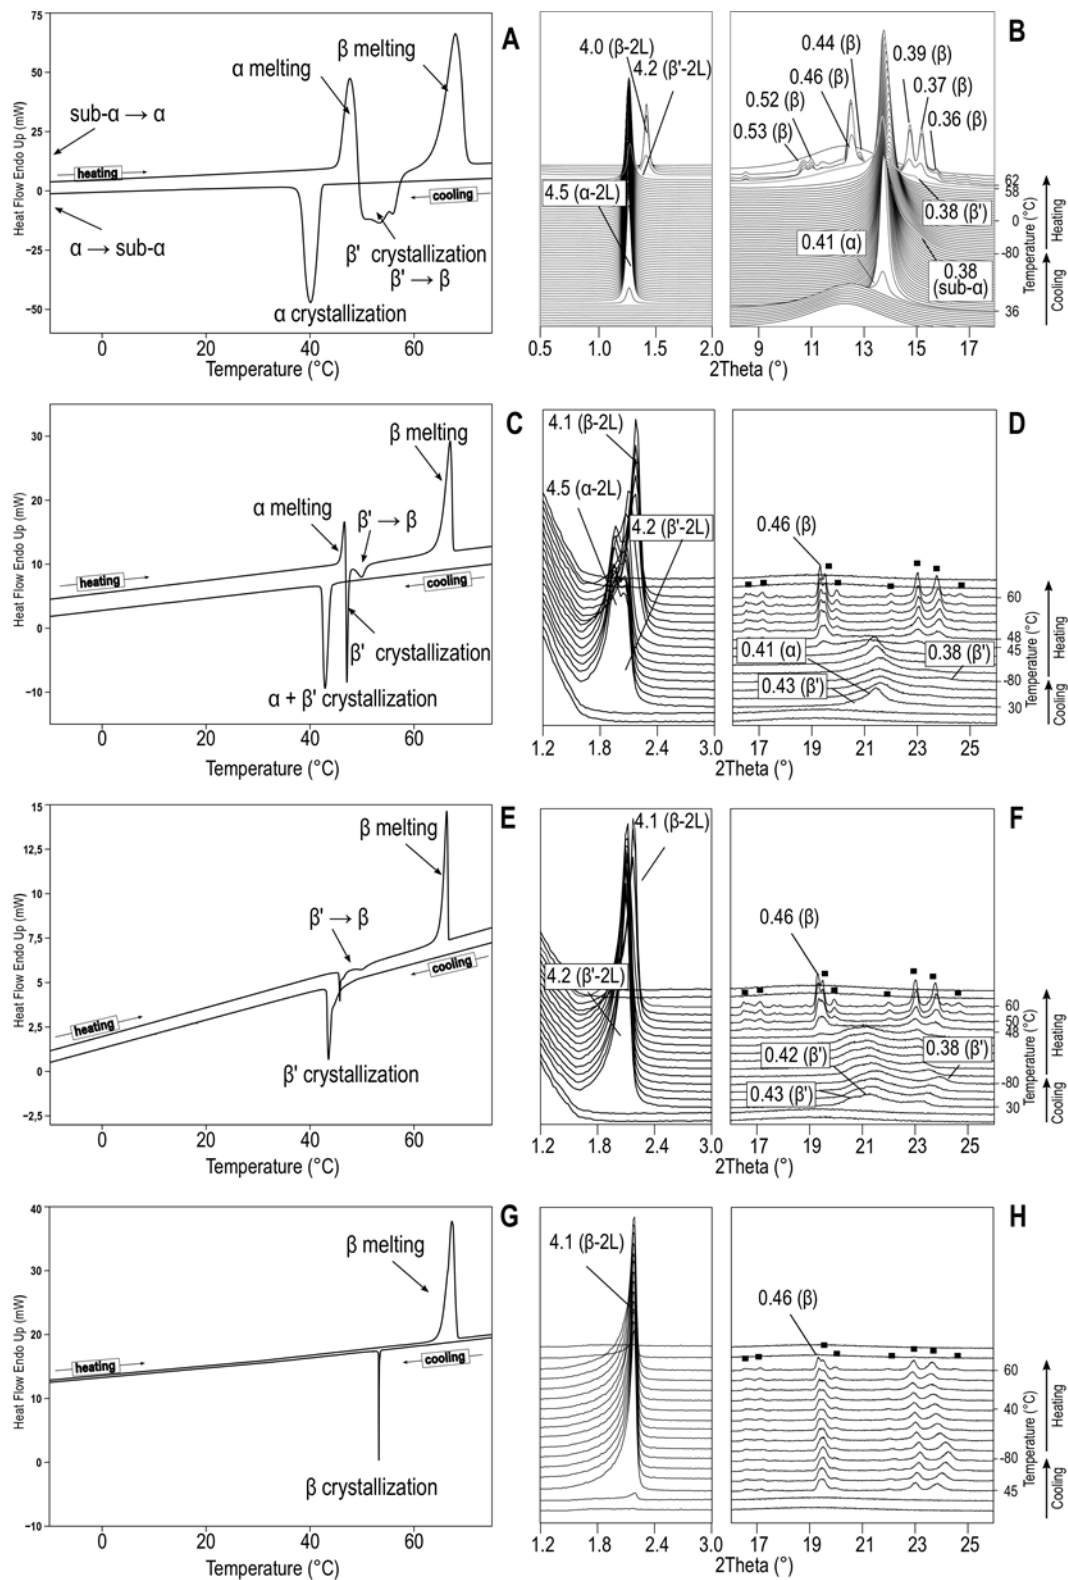 A
Heat Flow Endo Up (mW)
75
50
25
0
−25
−50
β melting
α melting
sub-α → α
heating
cooling
α → sub-α
β' crystallization
β' → β
α crystallization
0
20
40
60
Temperature (°C)
B
4.0 (β-2L)
4.2 (β'-2L)
4.5 (α-2L)
0.5
1.0
1.5
2.0
0.44 (β)
0.46 (β)
0.52 (β)
0.53 (β)
0.39 (β)
0.37 (β)
0.36 (β)
0.38 (β')
0.41 (α)
0.38
(sub-α)
62
58
0
-80
36
Temperature (°C)
Cooling
Heating
9
11
13
15
17
2Theta (°)
C
Heat Flow Endo Up (mW)
30
20
10
0
−10
β melting
α melting
β' → β
heating
cooling
β' crystallization
α + β' crystallization
0
20
40
60
Temperature (°C)
D
4.1 (β-2L)
4.5 (α-2L)
4.2 (β'-2L)
1.2
1.8
2.4
3.0
0.46 (β)
0.41 (α)
0.38 (β')
0.43 (β')
60
48
45
-80
30
Temperature (°C)
Cooling
Heating
17
19
21
23
25
2Theta (°)
E
Heat Flow Endo Up (mW)
15
12,5
10
7,5
5
2,5
0
−2,5
β melting
β' → β
cooling
heating
β' crystallization
0
20
40
60
Temperature (°C)
F
4.1 (β-2L)
4.2 (β'-2L)
1.2
1.8
2.4
3.0
0.46 (β)
0.42 (β')
0.38 (β')
0.43 (β')
60
50
48
-80
30
Temperature (°C)
Cooling
Heating
17
19
21
23
25
2Theta (°)
G
Heat Flow Endo Up (mW)
40
30
20
10
0
−10
β melting
heating
cooling
β crystallization
0
20
40
60
Temperature (°C)
H
4.1 (β-2L)
1.2
1.8
2.4
3.0
0.46 (β)
60
40
-80
45
Temperature (°C)
Cooling
Heating
17
19
21
23
25
2Theta (°)